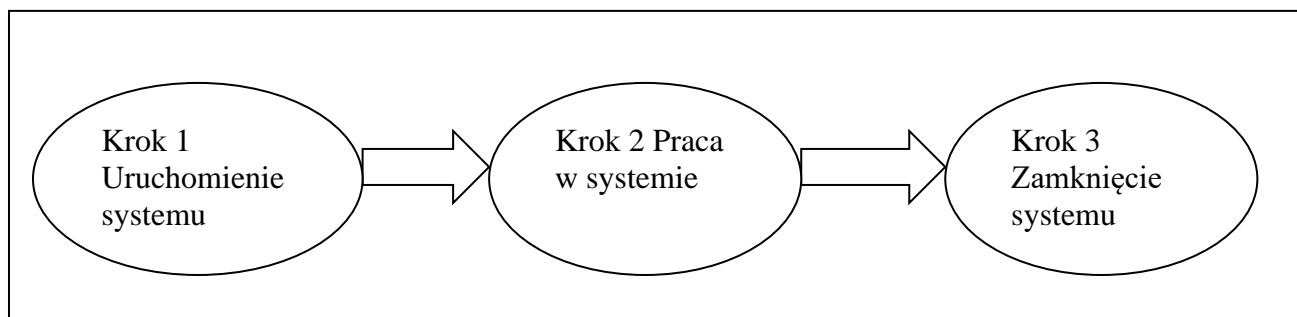 Krok 1
Uruchomienie
systemu
Krok 2 Praca
w systemie
Krok 3
Zamknięcie
systemu